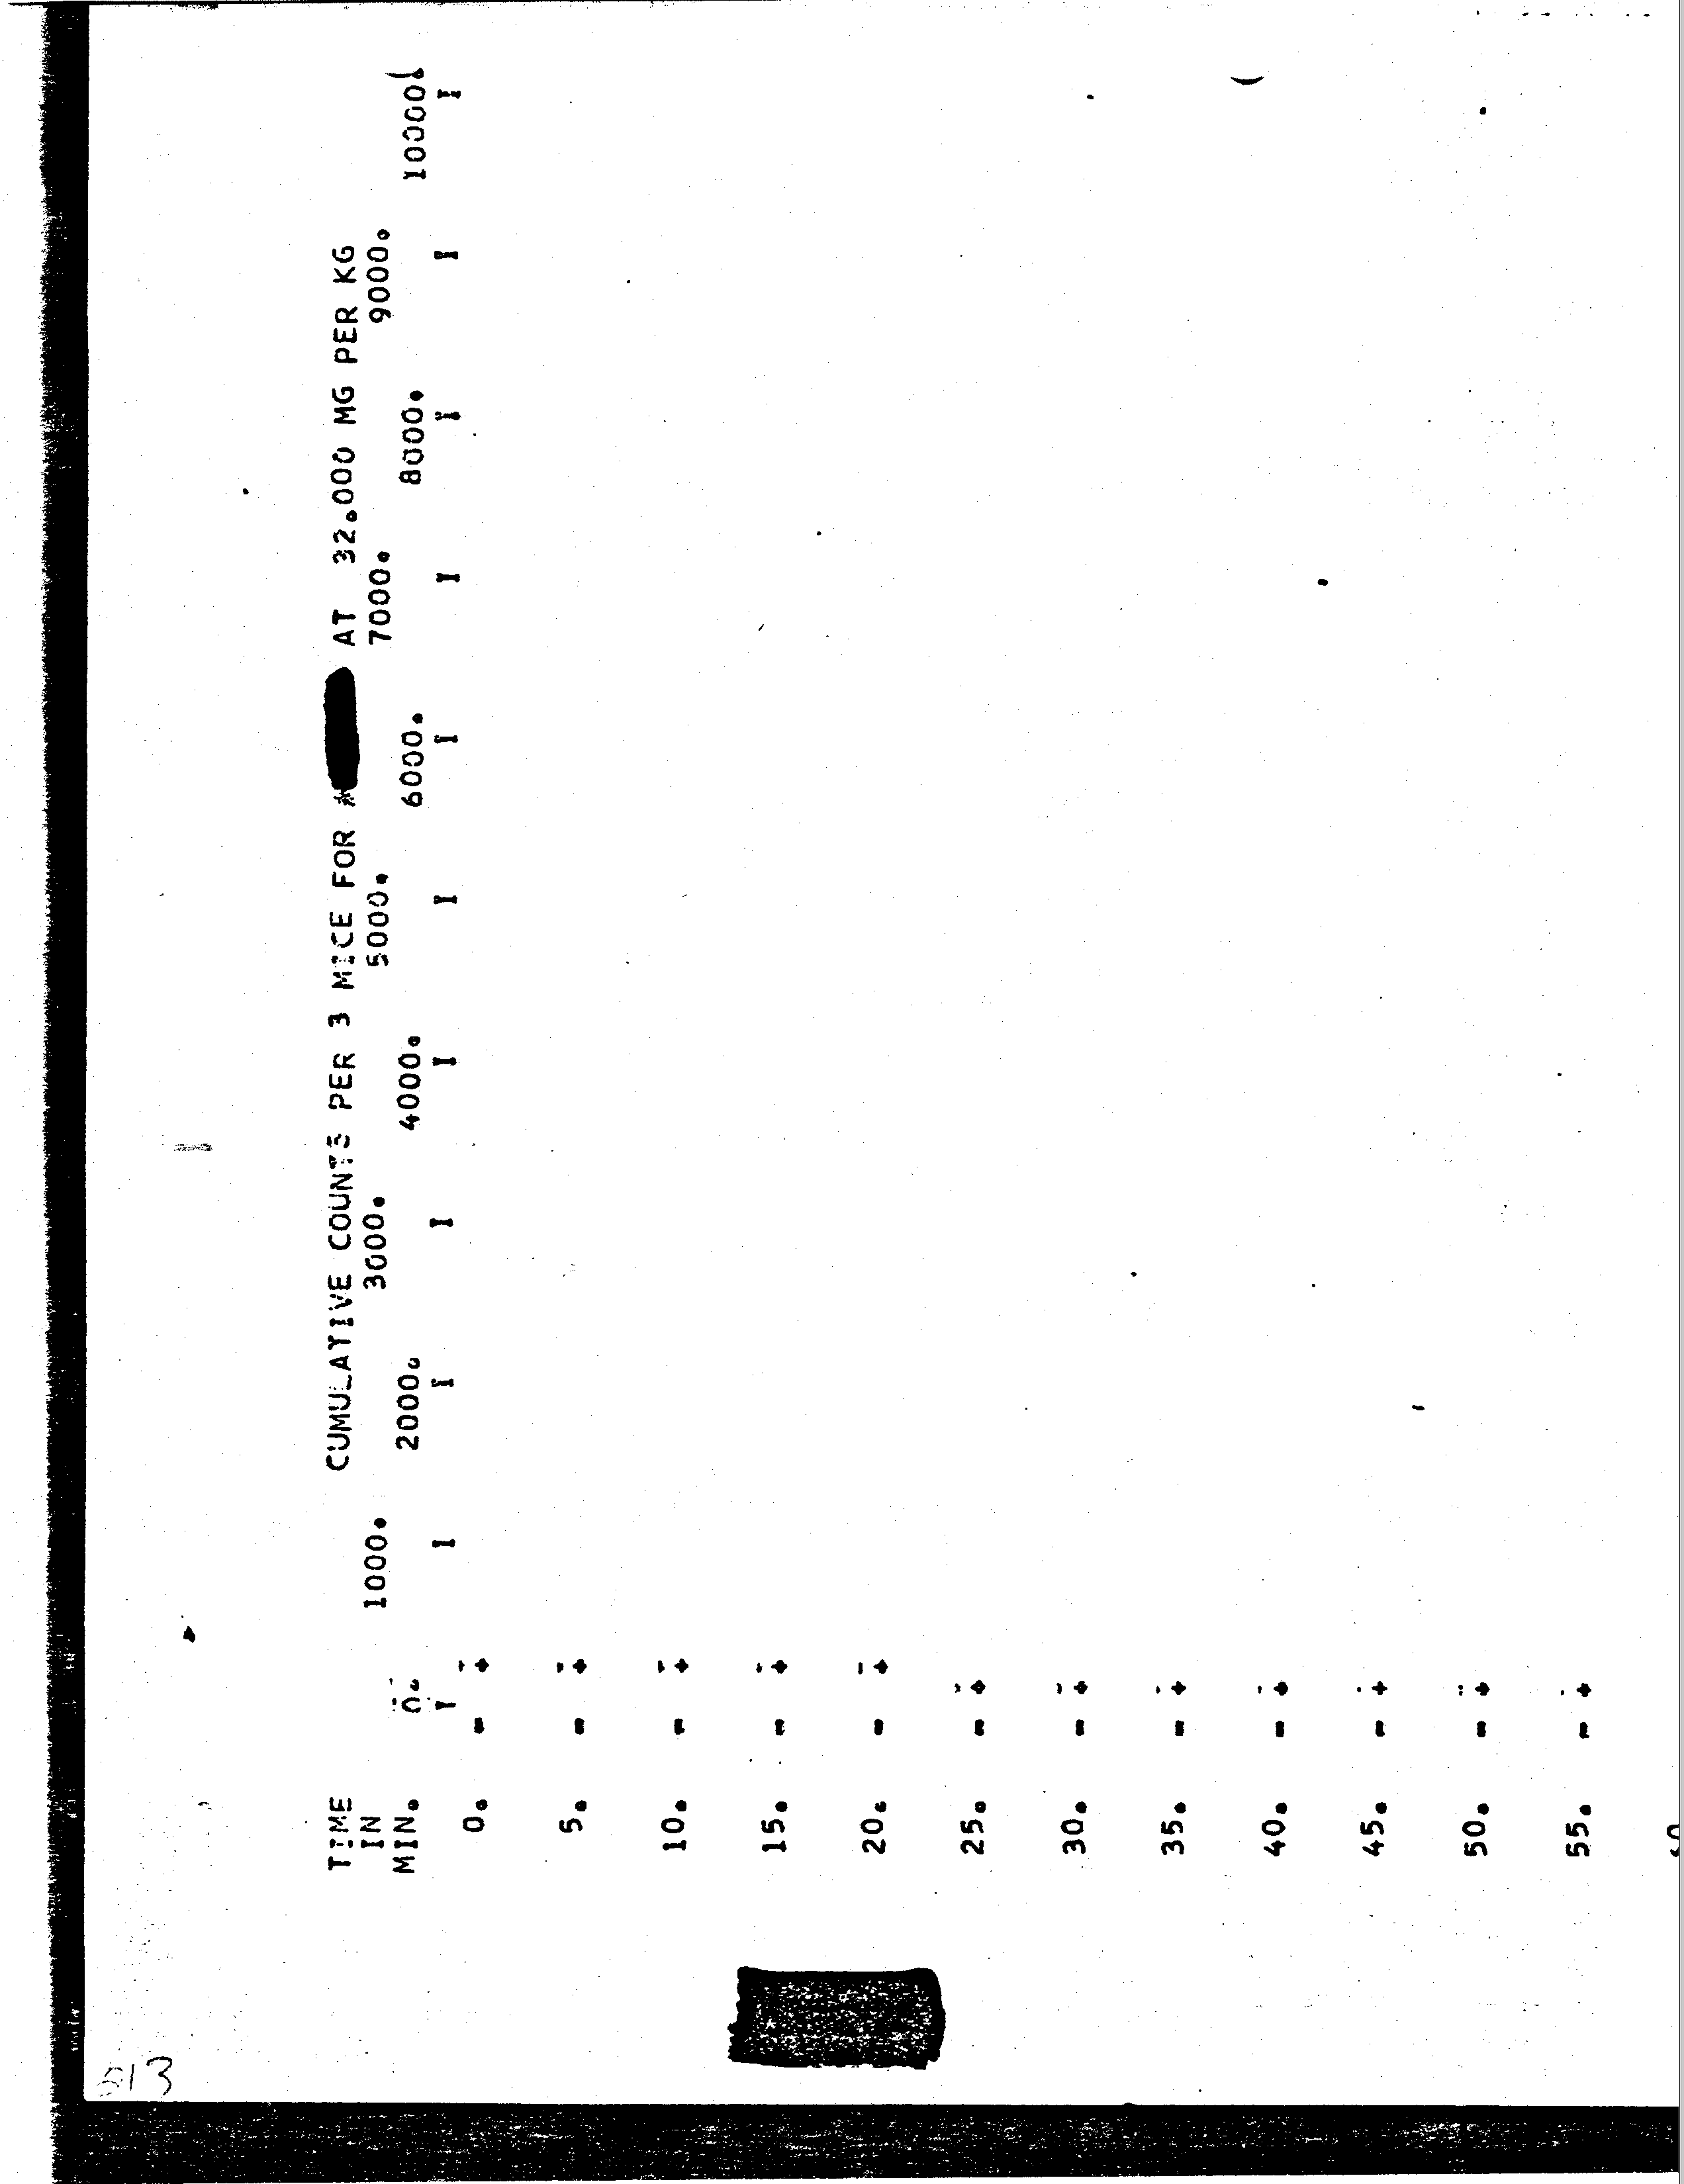 CUMULATIVE COUNTS PER 3 MICE FOR * AT 32.000 MG PER KG
TIME
IN 1000. 3000. 5000. 7000. 9000.
MIN. 0. 2000. 4000. 6000. 8000. 10000
I I I I I I I I I I I
0. - +
5. - +
10. - +
15. - +
20. - +
25. - +
30. - +
35. - +
40. - +
45. - +
50. - +
55. - +